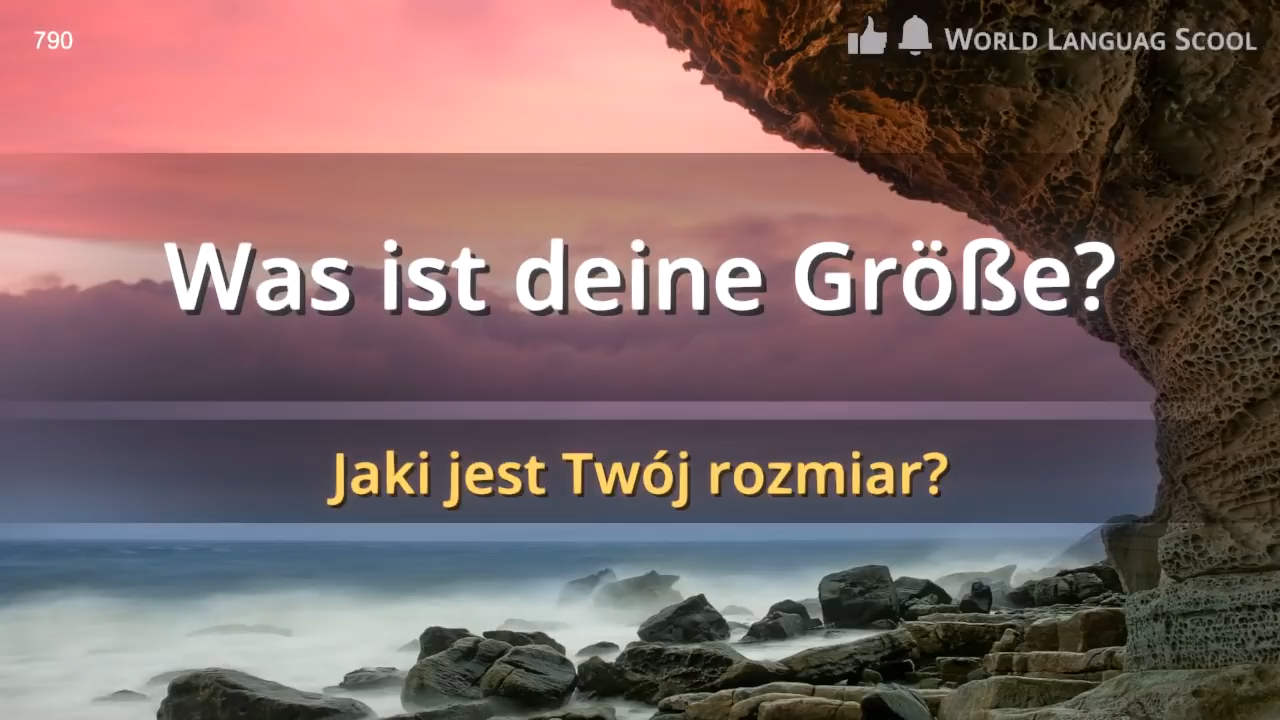 790
WORLD LANGUAG SCOOL
Was ist deine Größe?
Jaki jest Twój rozmiar?